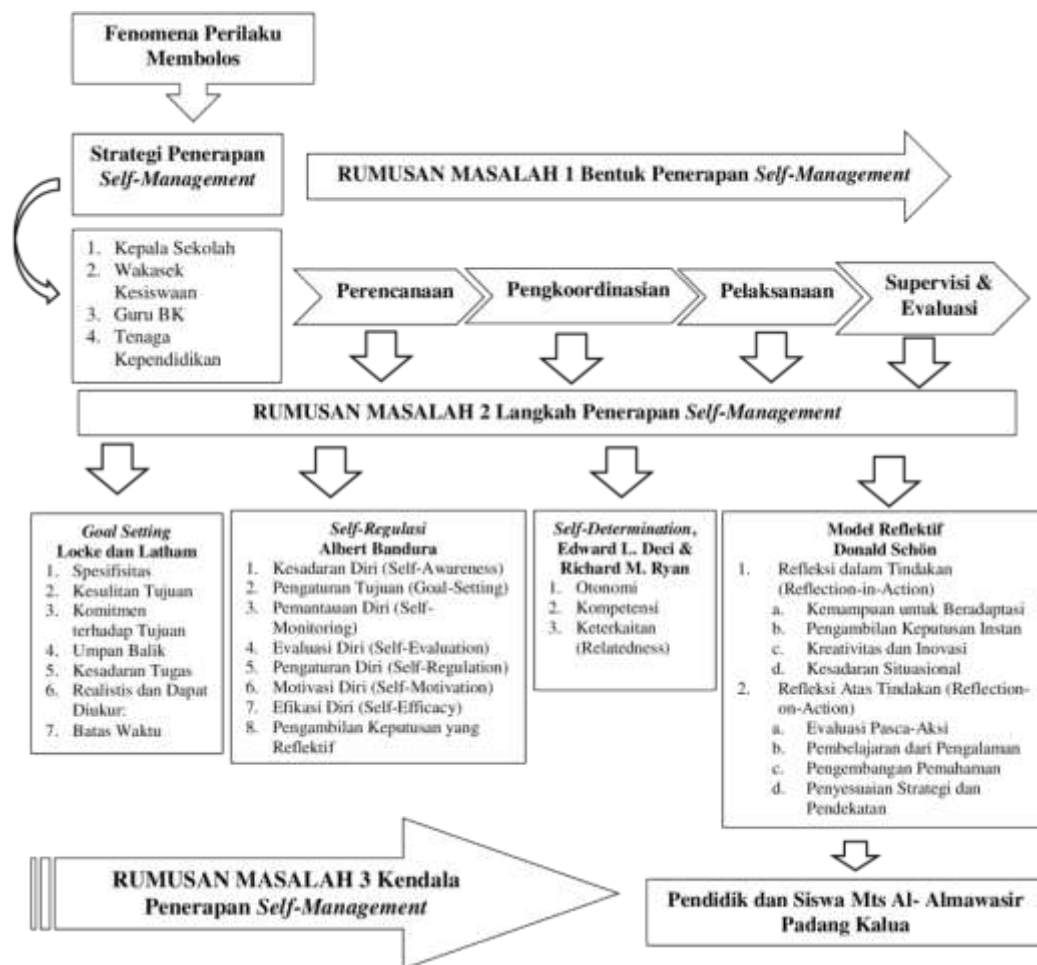 Fenomena Perilaku
Membolos
Strategi Penerapan
Self-Management
RUMUSAN MASALAH 1 Bentuk Penerapan Self-Management
1. Kepala Sekolah
2. Wakasek
Kesiswaan
3. Guru BK
4. Tenaga
Kependidikan
Perencanaan
Pengkoordinasian
Pelaksanaan
Supervisi &
Evaluasi
RUMUSAN MASALAH 2 Langkah Penerapan Self-Management
Goal Setting
Locke dan Latham
1. Spesifisitas
2. Kesulitan Tujuan
3. Komitmen
terhadap Tujuan
4. Umpan Balik
5. Kesadaran Tugas
6. Realistis dan Dapat
Diukur:
7. Batas Waktu
Self-Regulasi
Albert Bandura
1. Kesadaran Diri (Self-Awareness)
2. Pengaturan Tujuan (Goal-Setting)
3. Pemantauan Diri (Self-
Monitoring)
4. Evaluasi Diri (Self-Evaluation)
5. Pengaturan Diri (Self-Regulation)
6. Motivasi Diri (Self-Motivation)
7. Efikasi Diri (Self-Efficacy)
8. Pengambilan Keputusan yang
Reflektif
Self-Determination,
Edward L. Deci &
Richard M. Ryan
1. Otonomi
2. Kompetensi
3. Keterkaitan
(Relatedness)
Model Reflektif
Donald Schön
1. Refleksi dalam Tindakan
(Reflection-in-Action)
a. Kemampuan untuk Beradaptasi
b. Pengambilan Keputusan Instan
c. Kreativitas dan Inovasi
d. Kesadaran Situasional
2. Refleksi Atas Tindakan (Reflection-
on-Action)
a. Evaluasi Pasca-Aksi
b. Pembelajaran dari Pengalaman
c. Pengembangan Pemahaman
d. Penyesuaian Strategi dan
Pendekatan
RUMUSAN MASALAH 3 Kendala
Penerapan Self-Management
Pendidik dan Siswa Mts Al- Almawasir
Padang Kalua